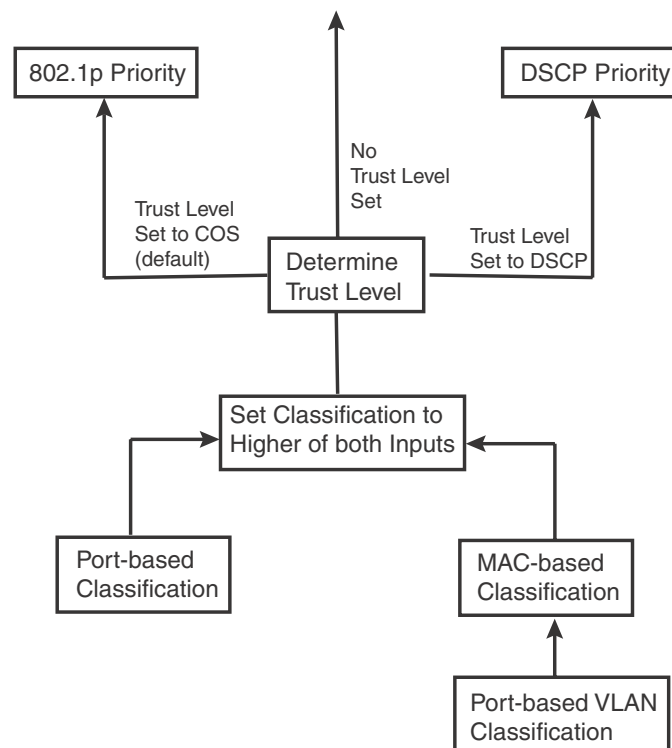 802.1p Priority
DSCP Priority
No
Trust Level
Set
Trust Level
Set to COS
(default)
Trust Level
Set to DSCP
Determine
Trust Level
Set Classification to
Higher of both Inputs
Port-based
Classification
MAC-based
Classification
Port-based VLAN
Classification